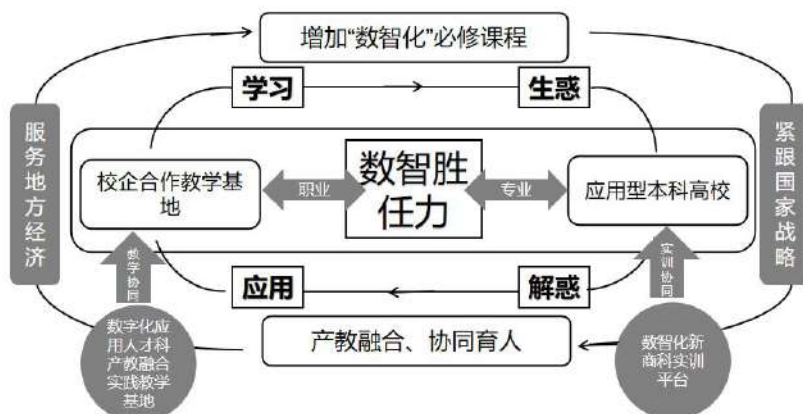 增加“数智化”必修课程
学习
生惑
服务地方经济
紧跟国家战略
校企合作教学基
地
职业
数智胜
任力
专业
应用型本科高校
数字协同
实训协同
应用
解惑
产教融合、协同育人
数字化应
用人才科
产教融合
实践教学
基地
数智化新
商科实训
平台